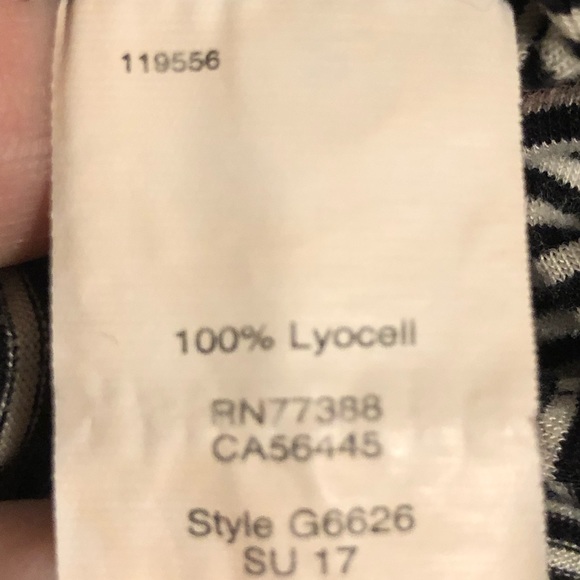 119556
100% Lyocell
RN77388
CA56445
Style G6626
SU 17